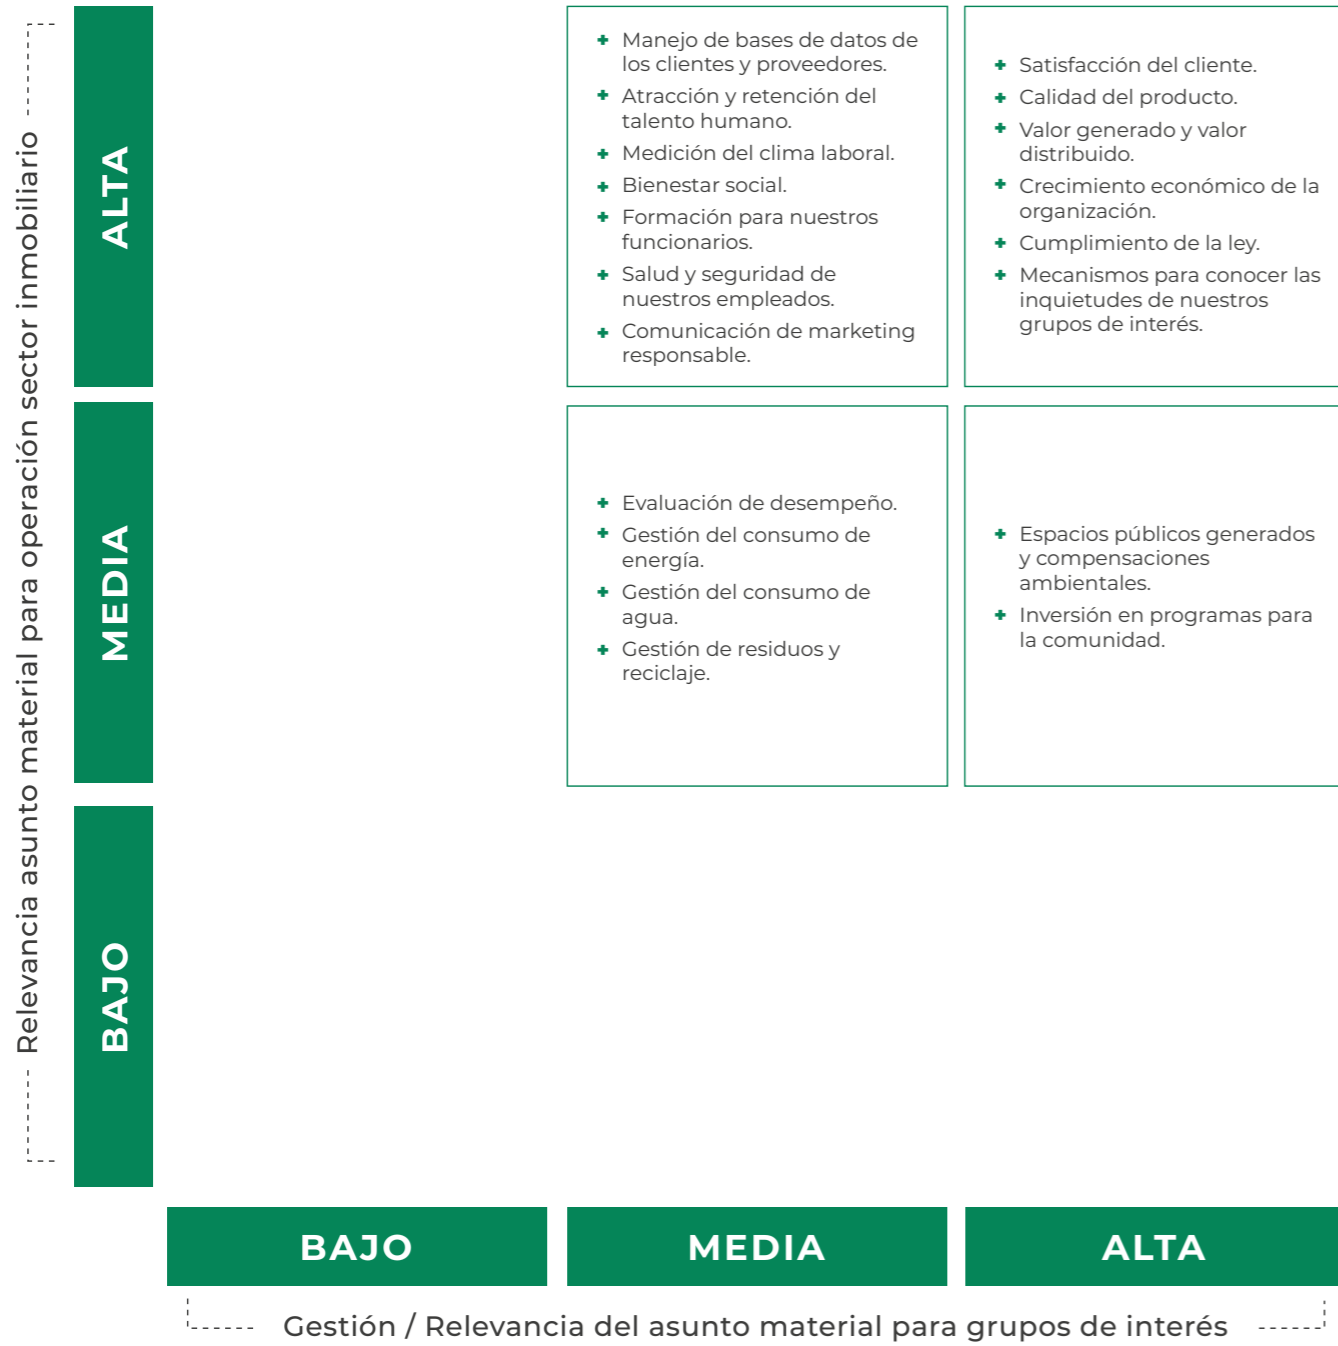 Relevancia asunto material para operación sector inmobiliario
ALTA
Manejo de bases de datos de
los clientes y proveedores.
Atracción y retención del
talento humano.
Medición del clima laboral.
Bienestar social.
Formación para nuestros
funcionarios.
Salud y seguridad de
nuestros empleados.
Comunicación de marketing
responsable.
Satisfacción del cliente.
Calidad del producto.
Valor generado y valor
distribuido.
Crecimiento económico de la
organización.
Cumplimiento de la ley.
Mecanismos para conocer las
inquietudes de nuestros
grupos de interés.
MEDIA
Evaluación de desempeño.
Gestión del consumo de
energía.
Gestión del consumo de
agua.
Gestión de residuos y
reciclaje.
Espacios públicos generados
y compensaciones
ambientales.
Inversión en programas para
la comunidad.
BAJO
BAJO
MEDIA
ALTA
Gestión / Relevancia del asunto material para grupos de interés